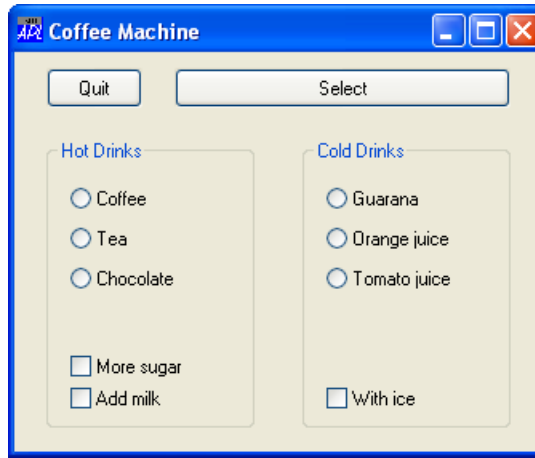 Coffee Machine
Quit
Select
Hot Drinks
Coffee
Tea
Chocolate
More sugar
Add milk
Cold Drinks
Guarana
Orange juice
Tomato juice
With ice